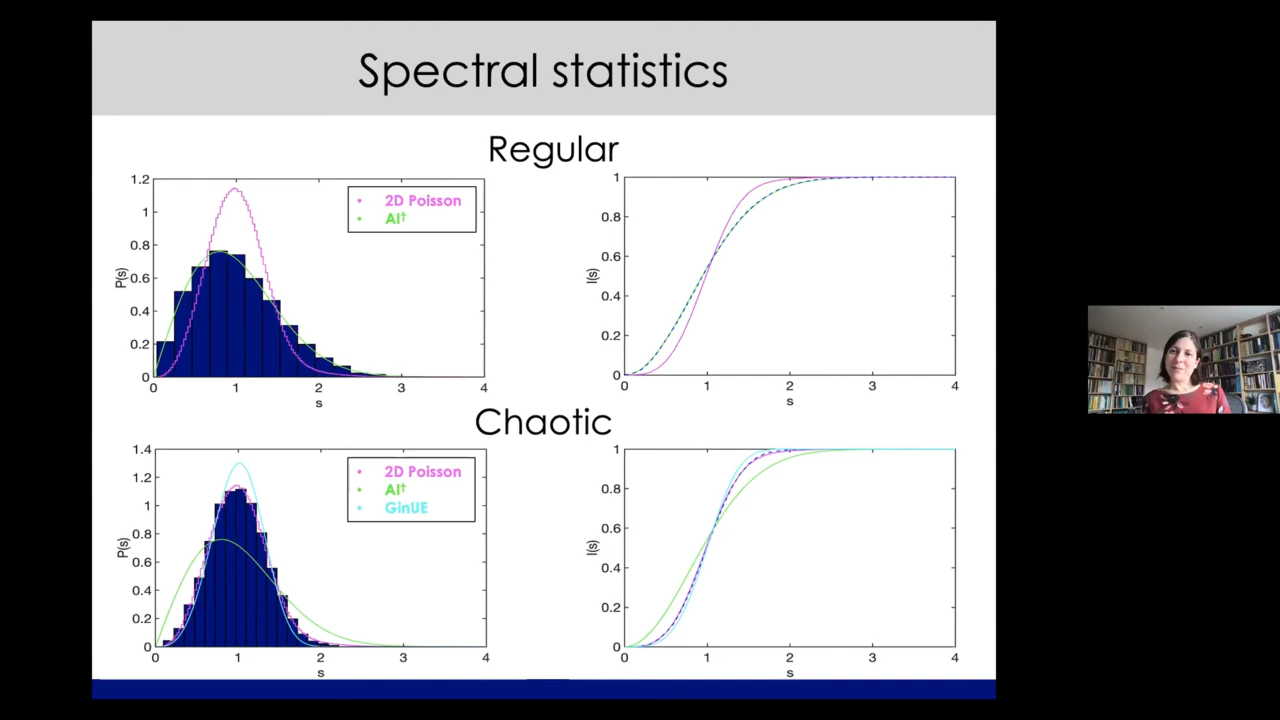 Spectral statistics
Regular
1.2
1
0.8
0.6
0.4
0.2
0
P(s)
0 1 2 3 4
s
2D Poisson
AI†
1
0.8
0.6
0.4
0.2
0
I(s)
0 1 2 3 4
s
Chaotic
1.4
1.2
1
0.8
0.6
0.4
0.2
0
P(s)
0 1 2 3 4
s
2D Poisson
AI†
GinUE
1
0.8
0.6
0.4
0.2
0
I(s)
0 1 2 3 4
s